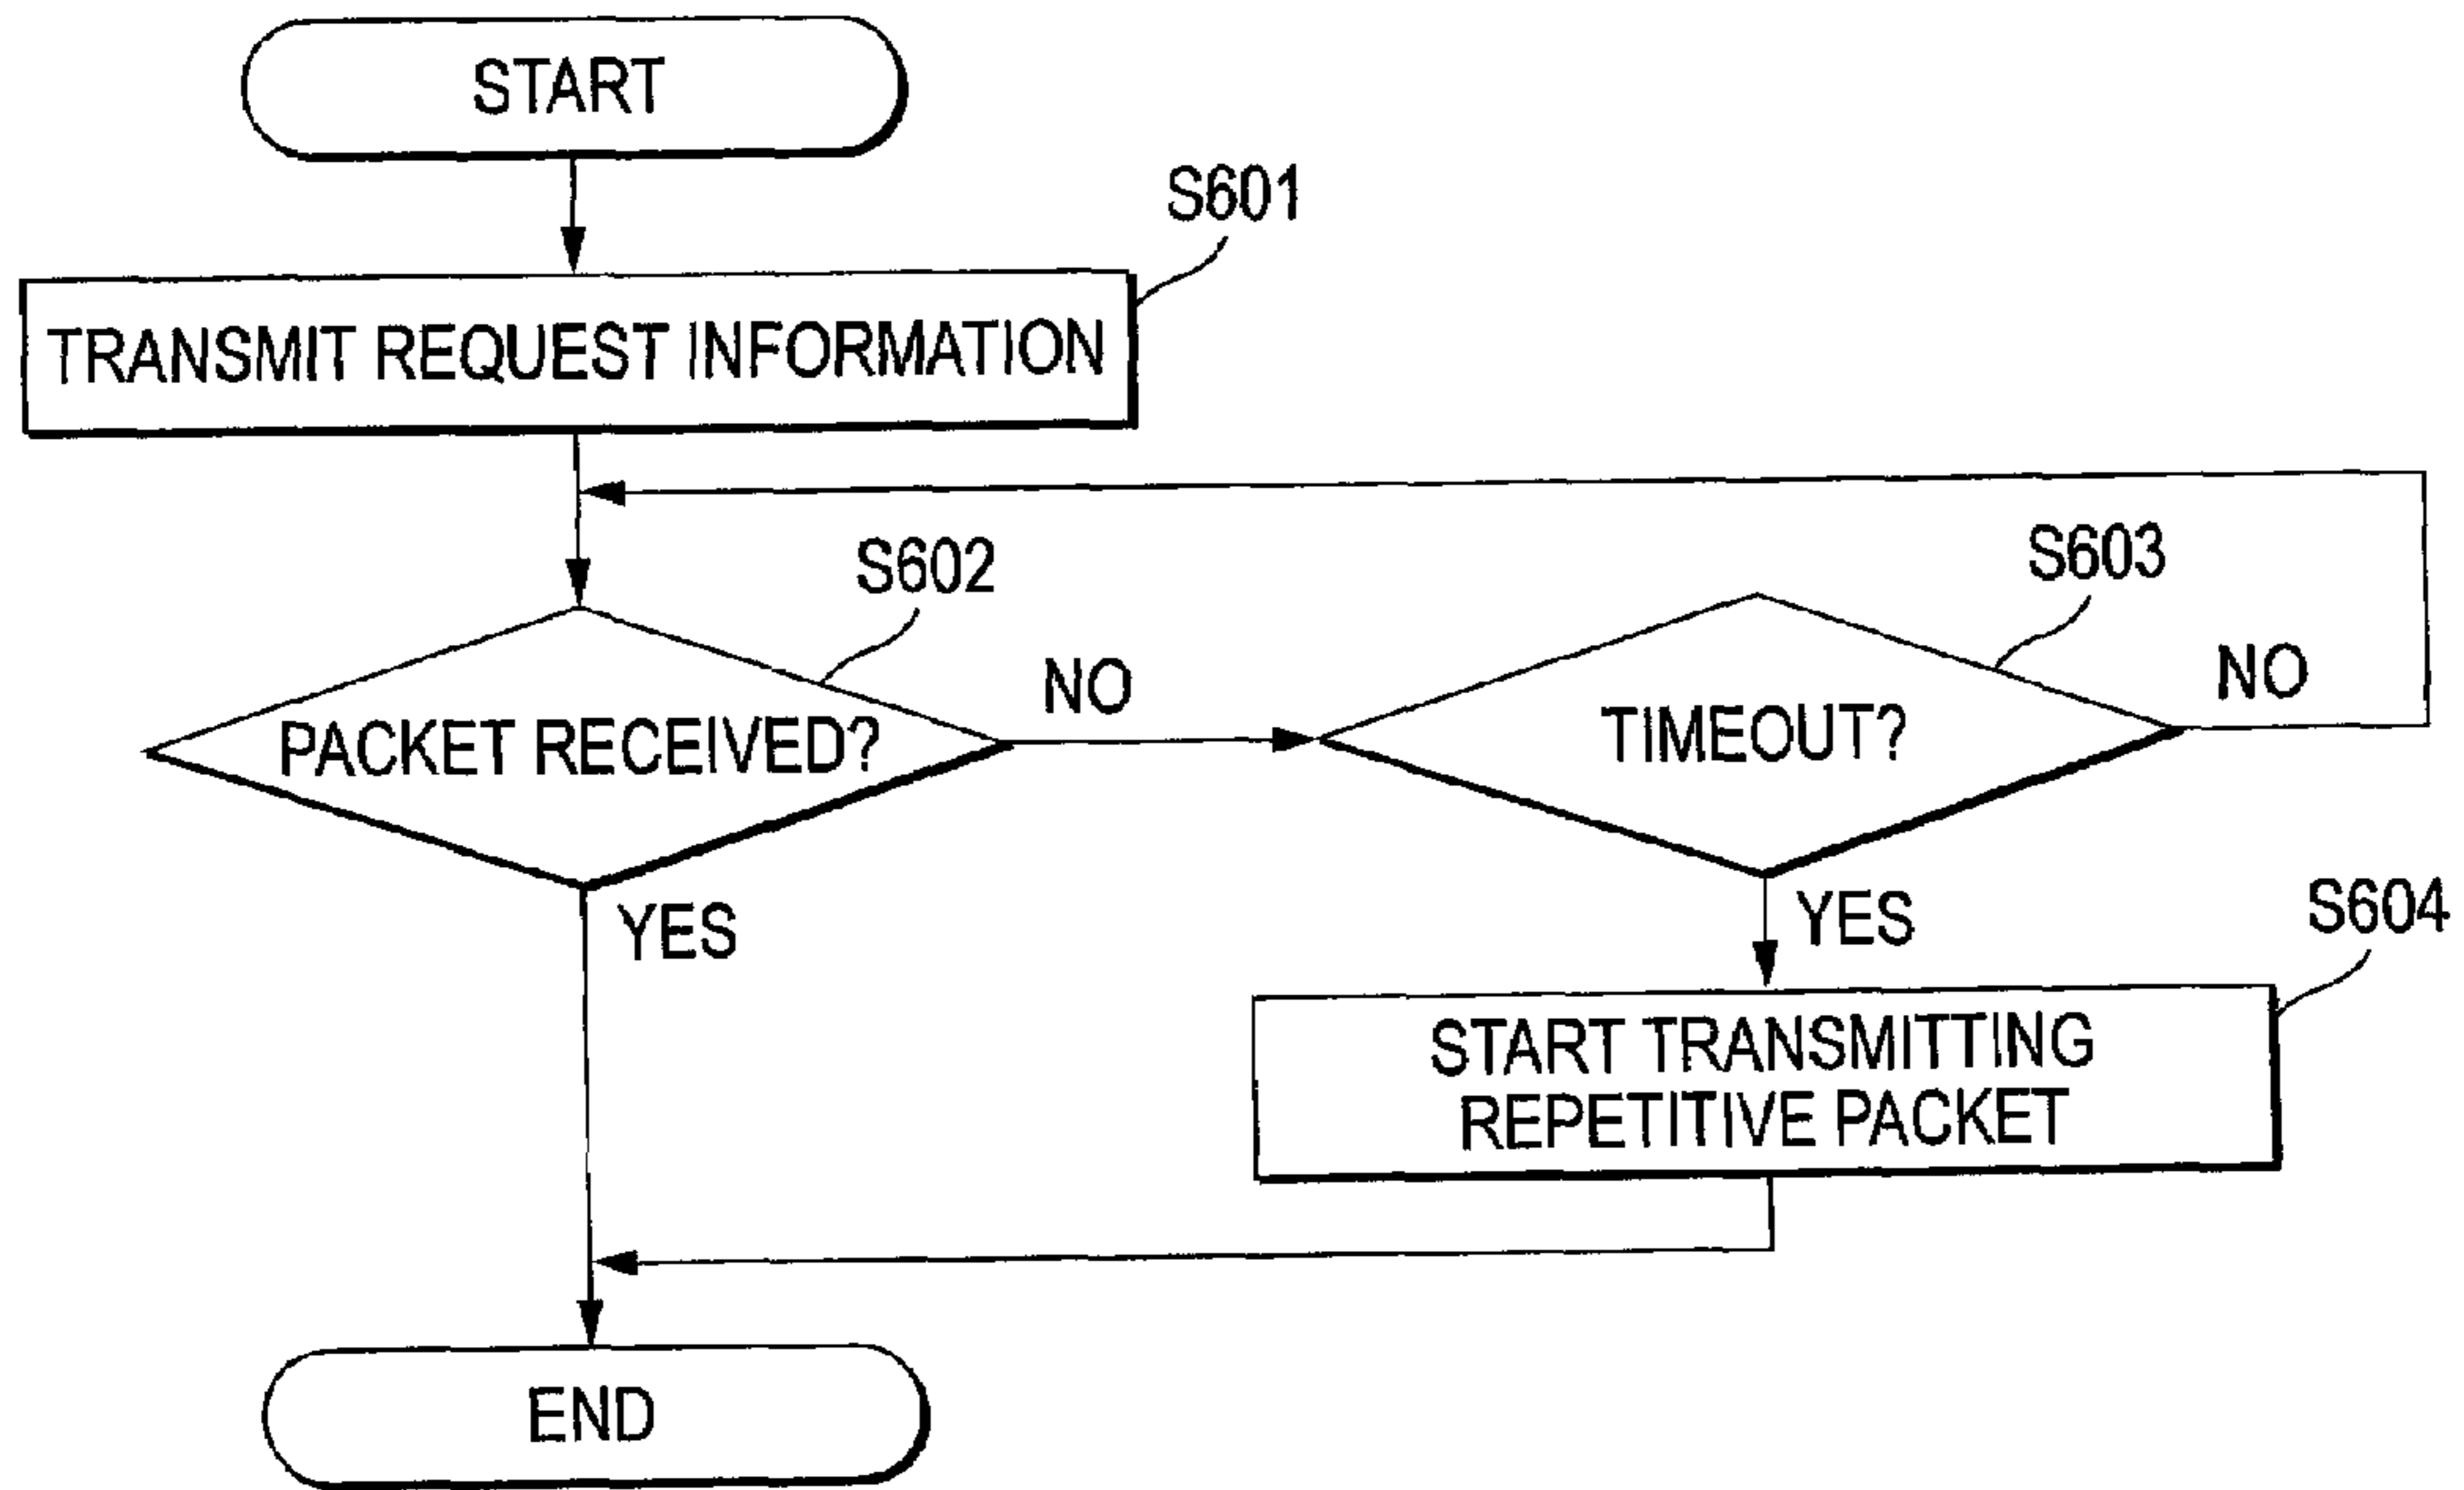 START
S601
TRANSMIT REQUEST INFORMATION
S602
S603
PACKET RECEIVED?
NO
TIMEOUT?
NO
YES
YES
S604
START TRANSMITTING
REPETITIVE PACKET
END